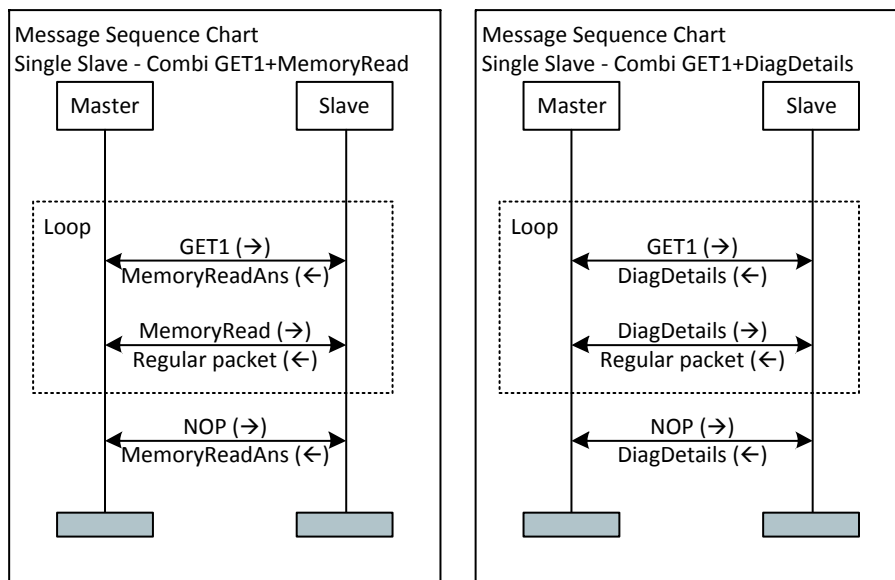 Message Sequence Chart
Single Slave - Combi GET1+MemoryRead
Master
Slave
Loop
GET1 (→)
MemoryReadAns (←)
MemoryRead (→)
Regular packet (←)
NOP (→)
MemoryReadAns (←)
Message Sequence Chart
Single Slave - Combi GET1+DiagDetails
Master
Slave
Loop
GET1 (→)
DiagDetails (←)
DiagDetails (→)
Regular packet (←)
NOP (→)
DiagDetails (←)